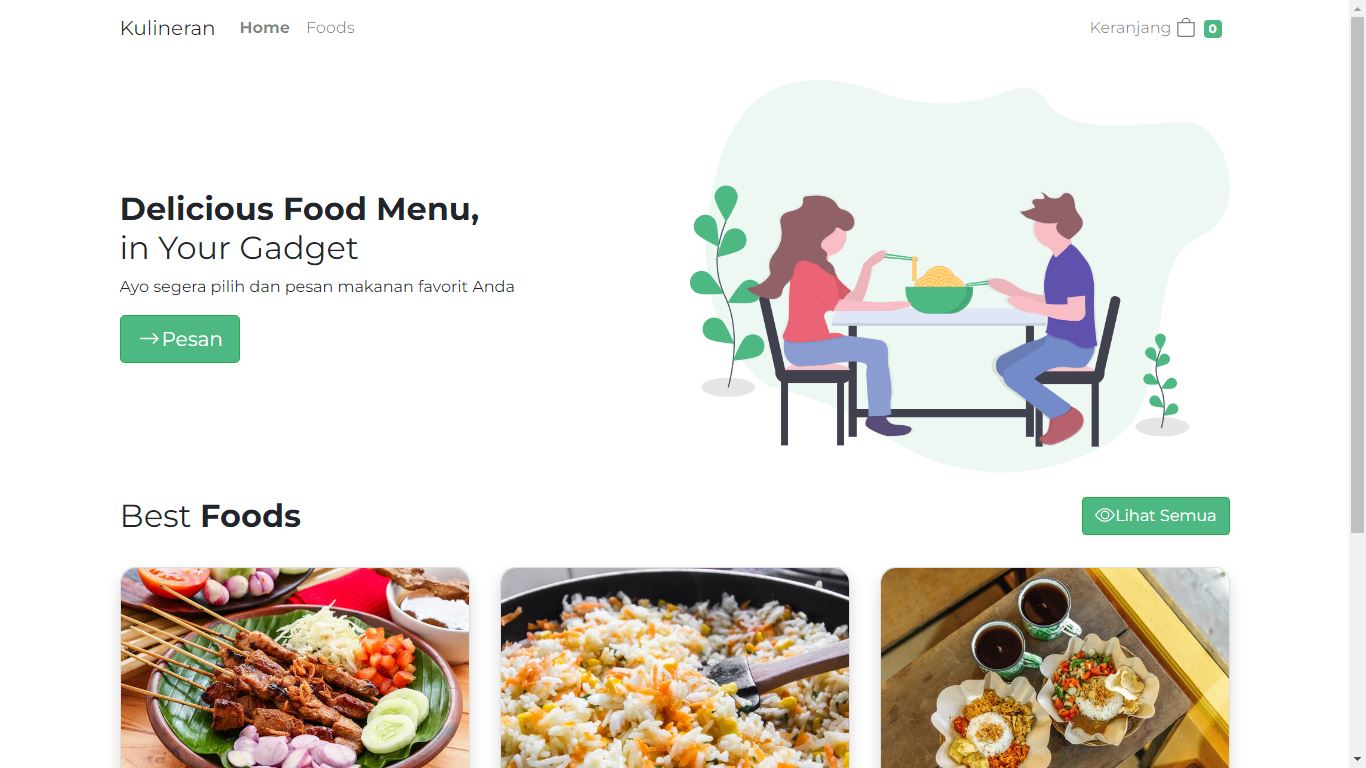 Kulineran Home Foods Keranjang 0
Delicious Food Menu,
in Your Gadget
Ayo segera pilih dan pesan makanan favorit Anda
Pesan
Best Foods
Lihat Semua